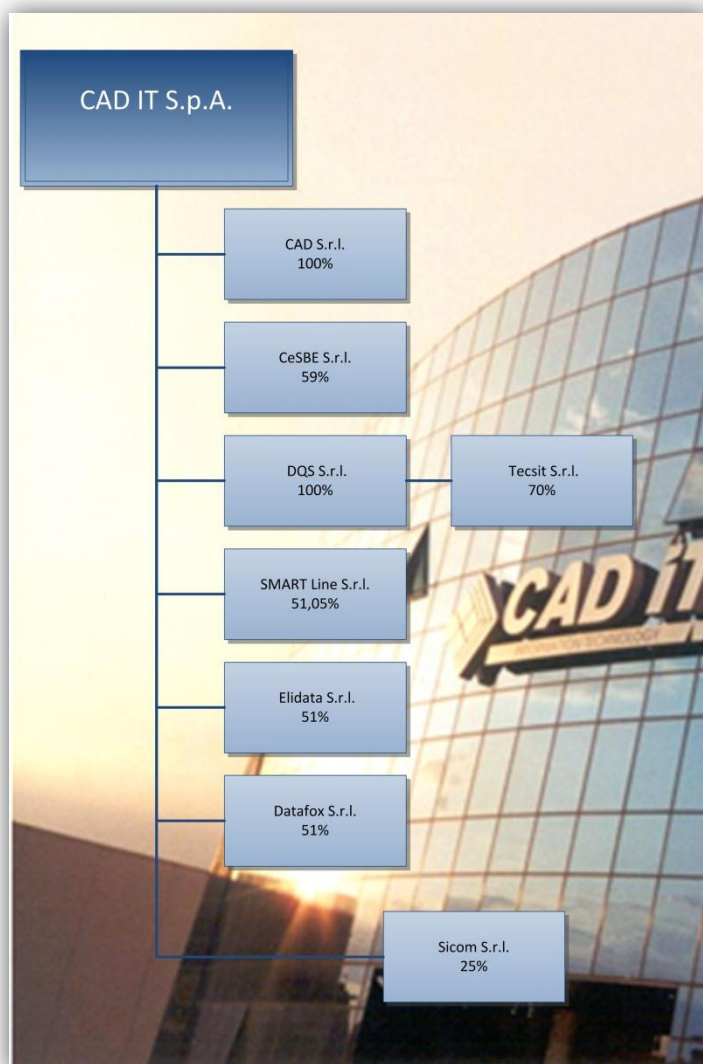 CAD IT S.p.A.
CAD S.r.l.
100%
CeSBE S.r.l.
59%
DQS S.r.l.
100%
Tecsit S.r.l.
70%
SMART Line S.r.l.
51,05%
CAD iT
INFORMATION TECHNOLOGY
Elidata S.r.l.
51%
Datafox S.r.l.
51%
Sicom S.r.l.
25%